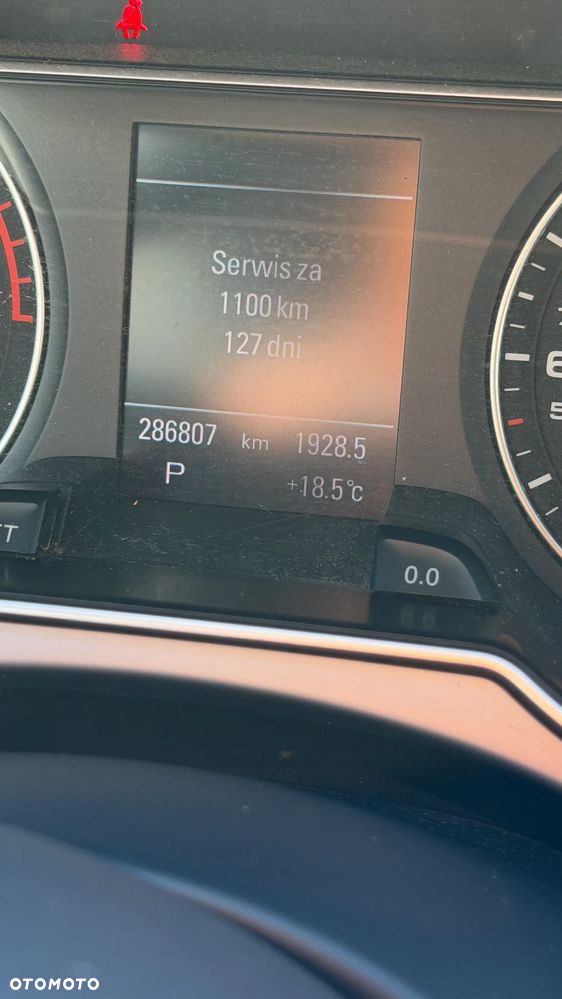 Serwis za
1100 km
127 dni
286807 km 1928.5
P +18.5°C
0.0
OTOMOTO